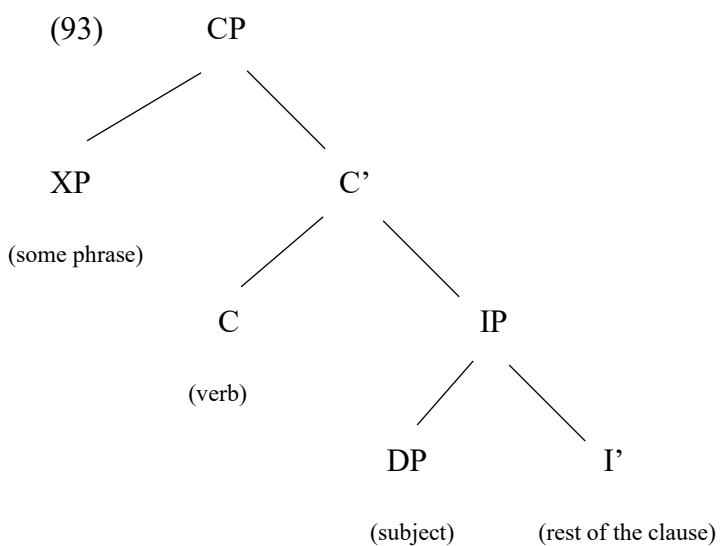 (93) CP
XP C’
(some phrase)
C IP
(verb)
DP I’
(subject) (rest of the clause)